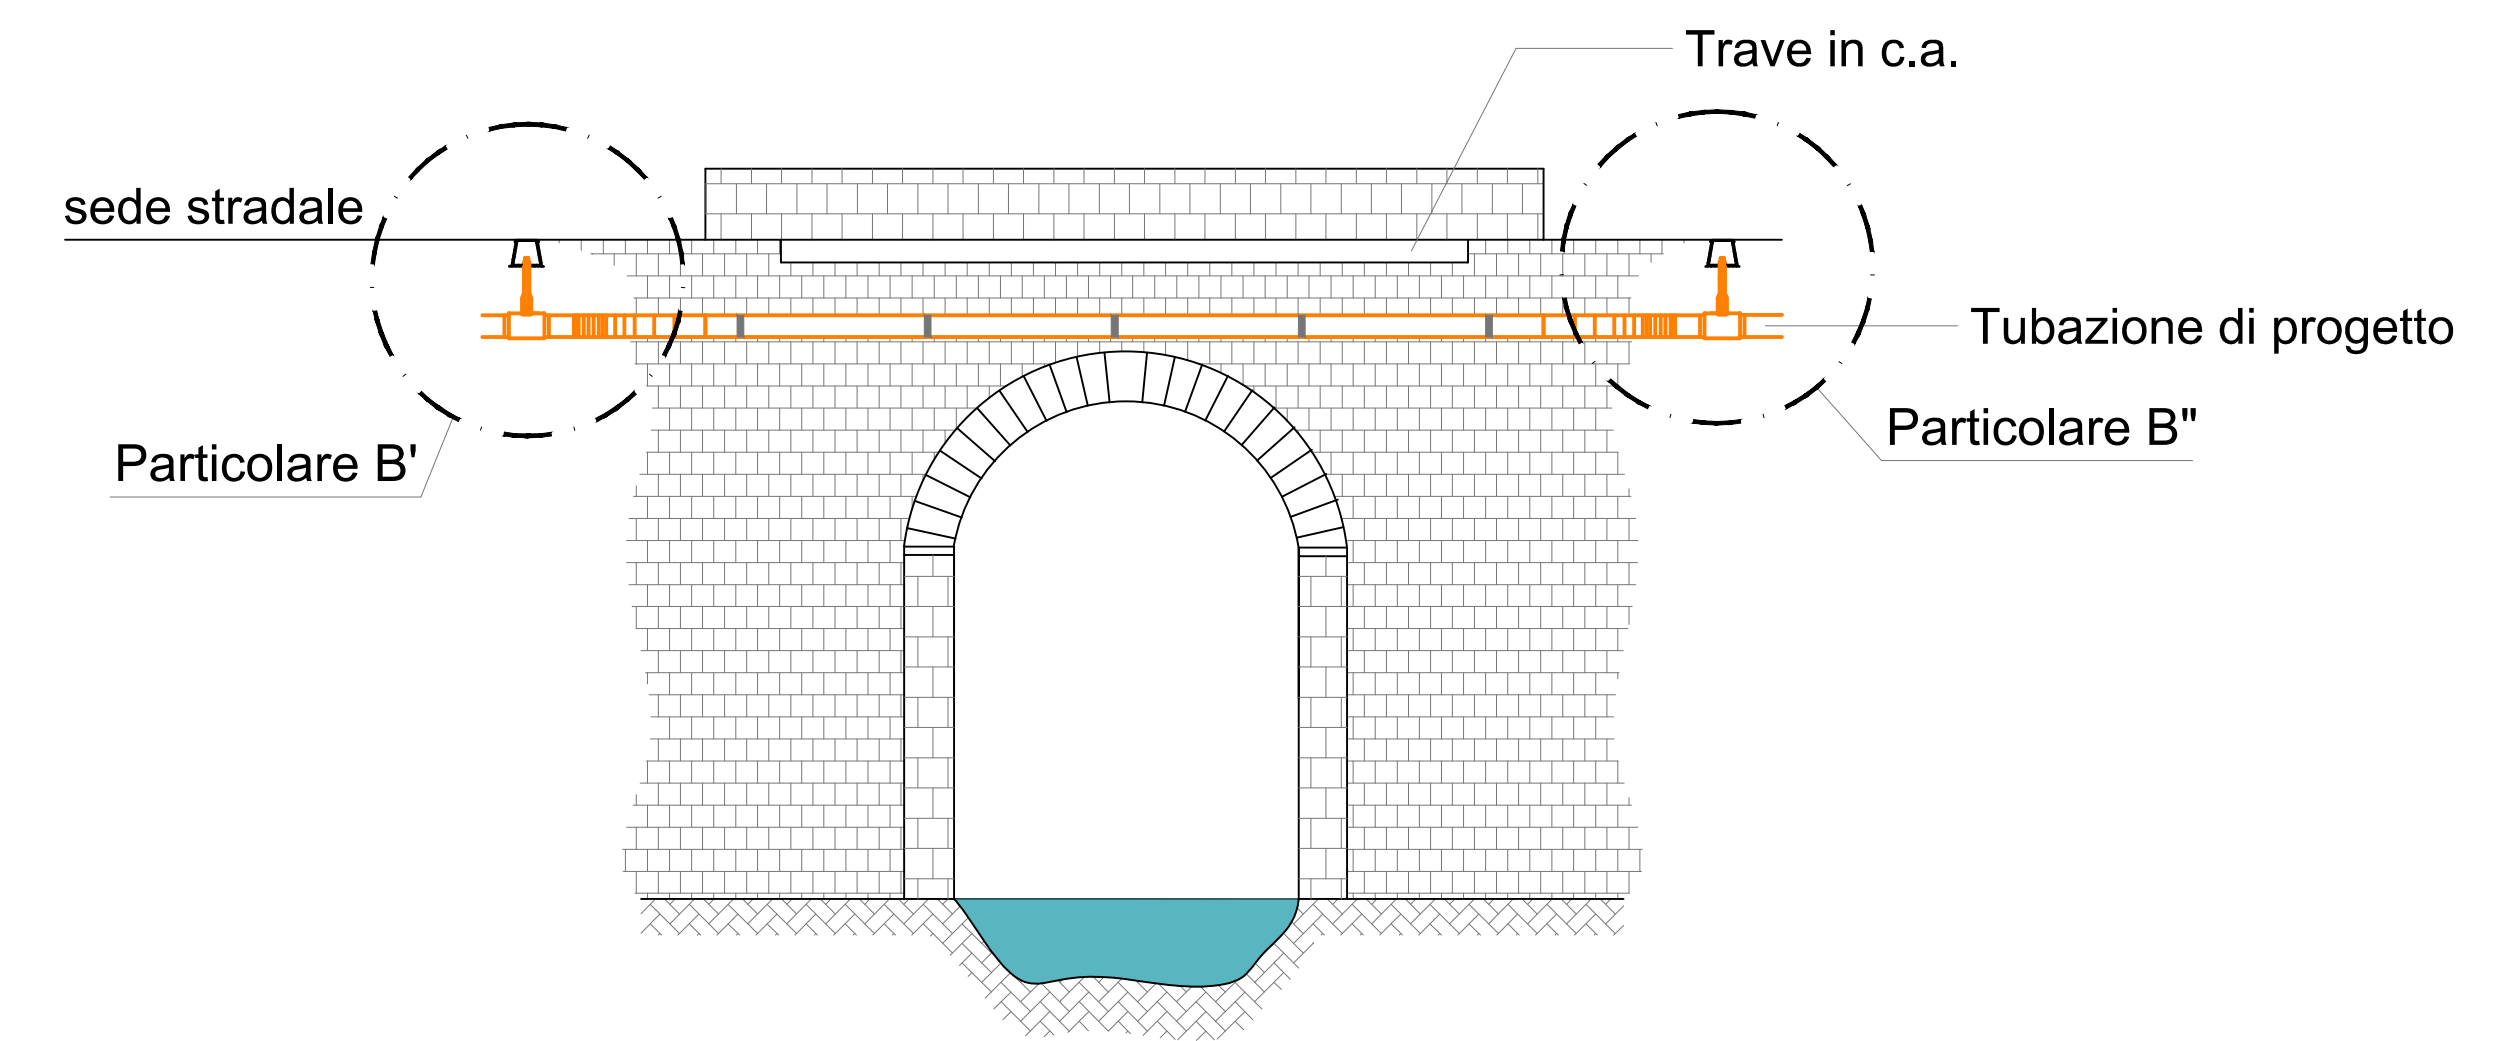 Trave in c.a.
sede stradale
Tubazione di progetto
Particolare B"
Particolare B'